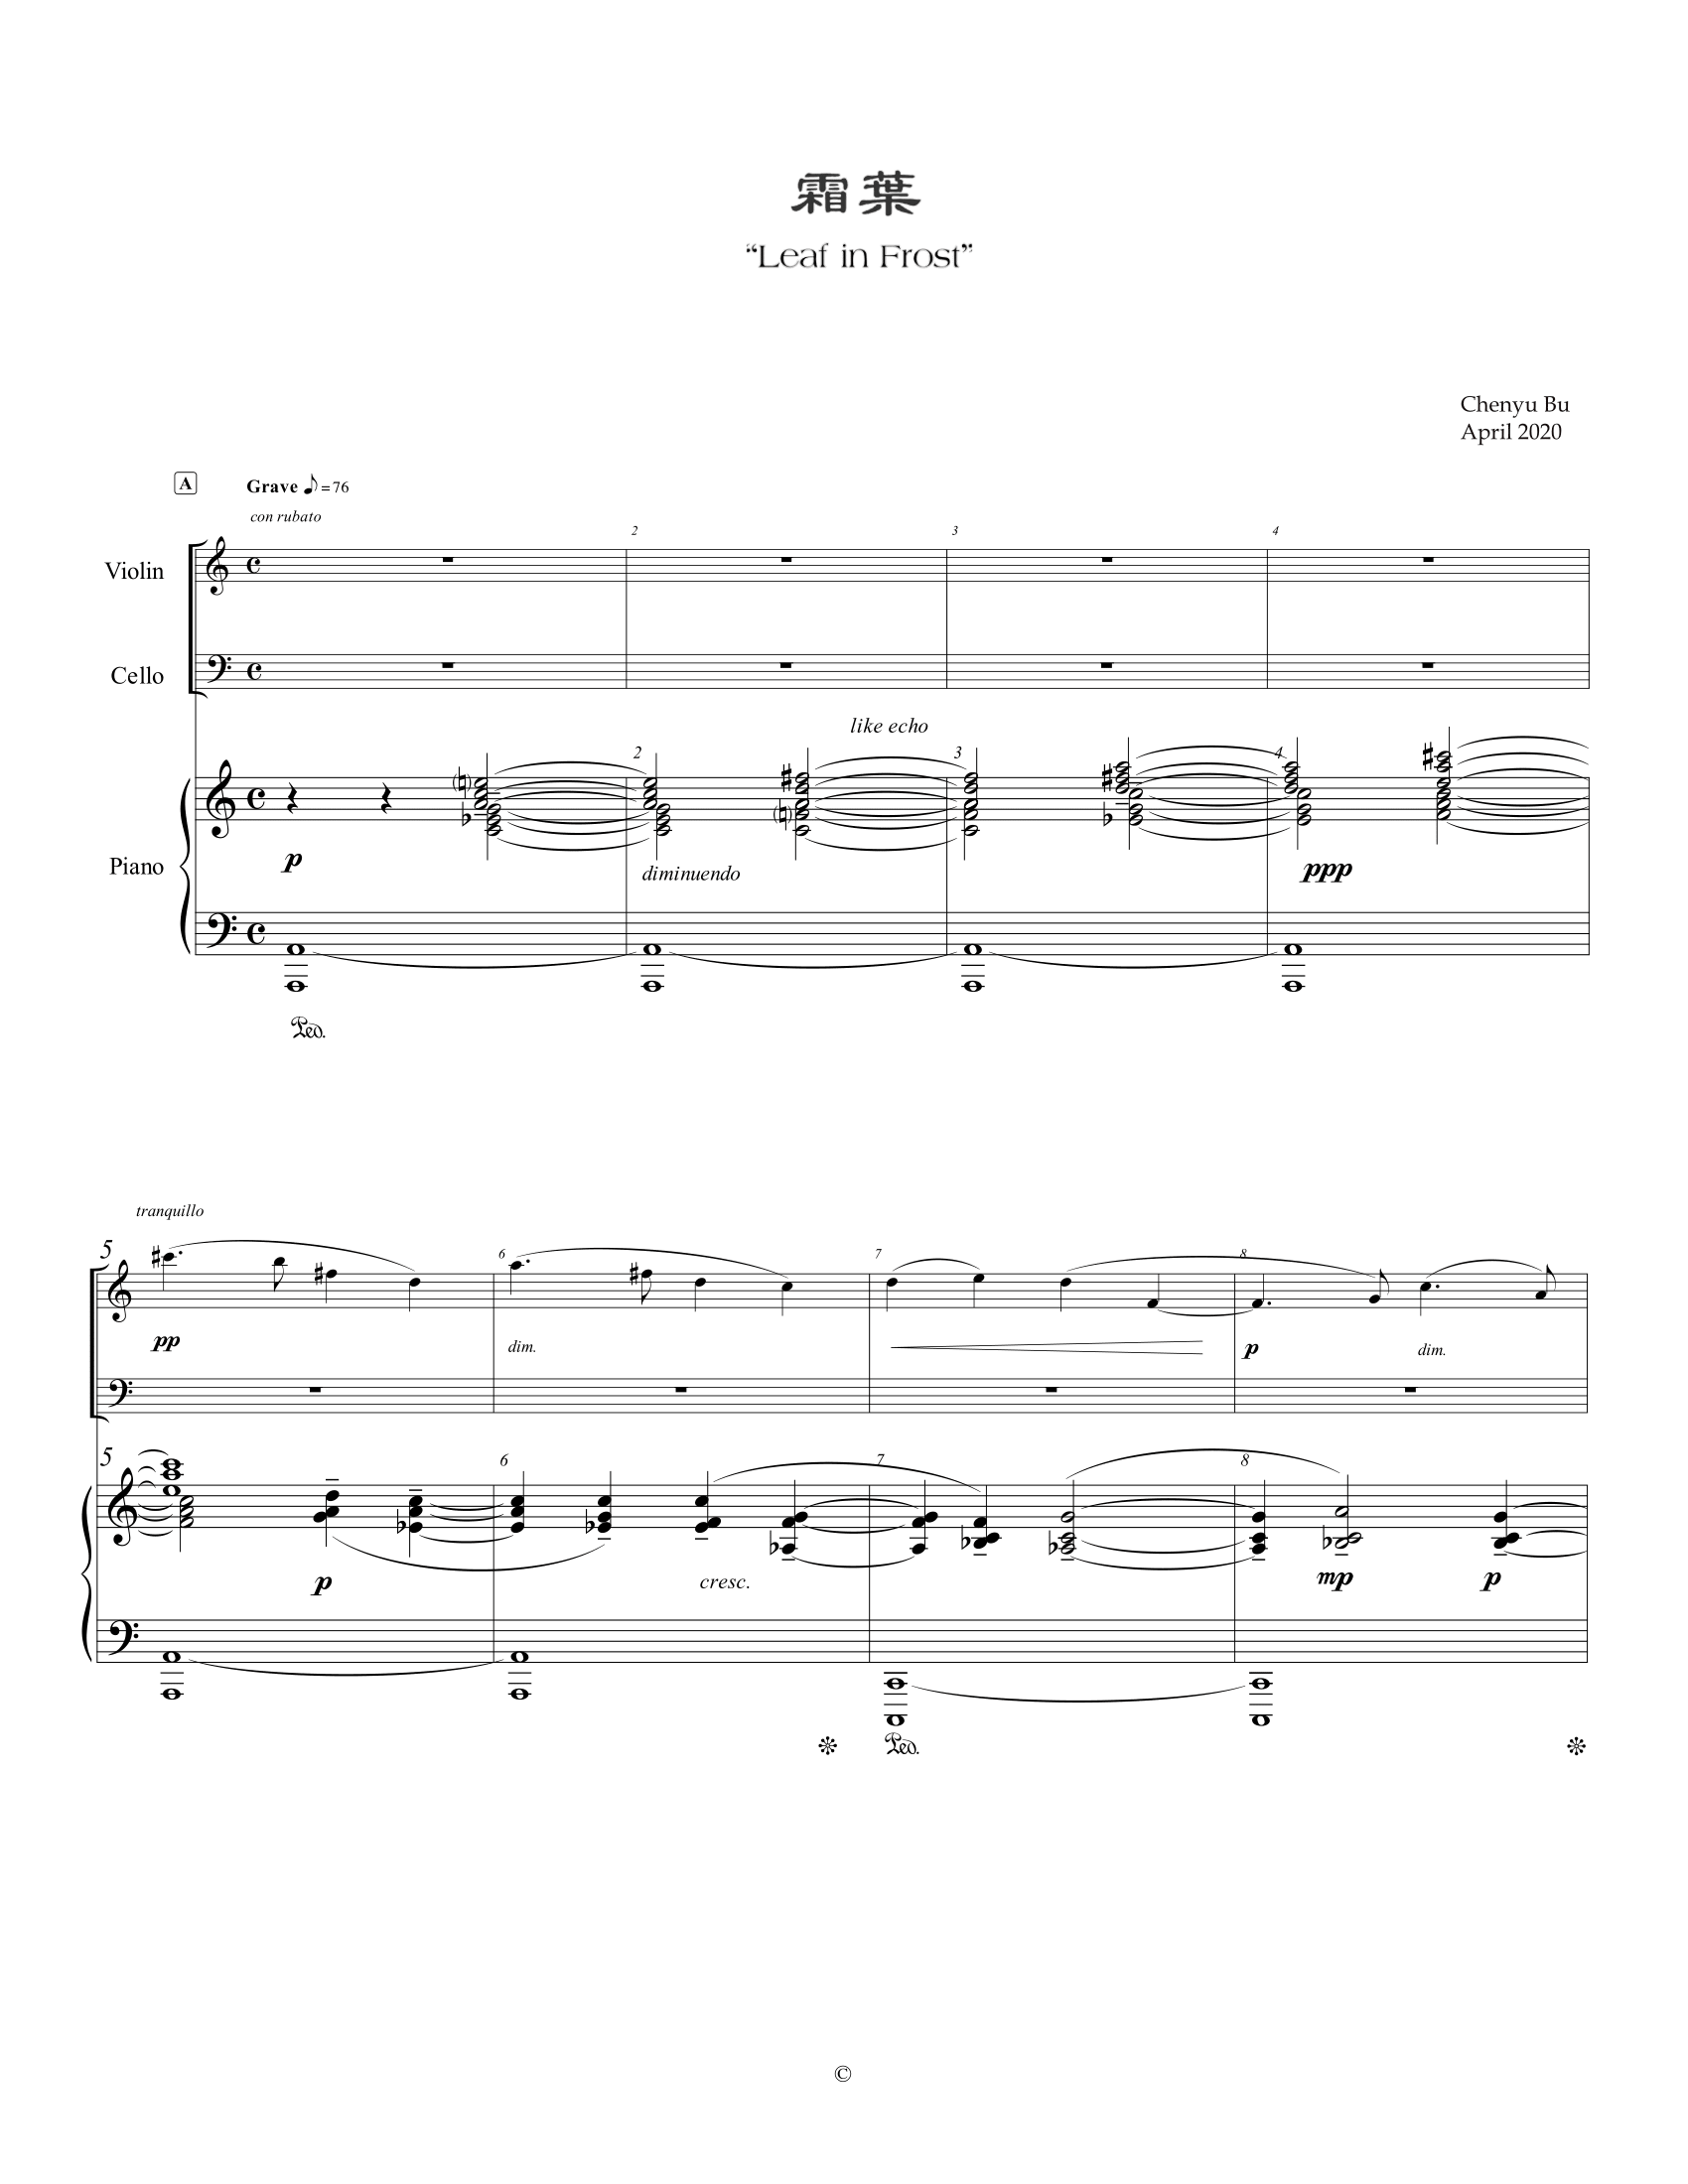 霜葉
“Leaf in Frost”
Chenyu Bu
April 2020
A
Grave ♪=76
con rubato
2
3
4
Violin
Cello
like echo
2
3
4
Piano
p
diminuendo
ppp
Ped.
tranquillo
5
6
7
8
pp
dim.
p
dim.
5
6
7
8
p
cresc.
mp
p
Ped.
©